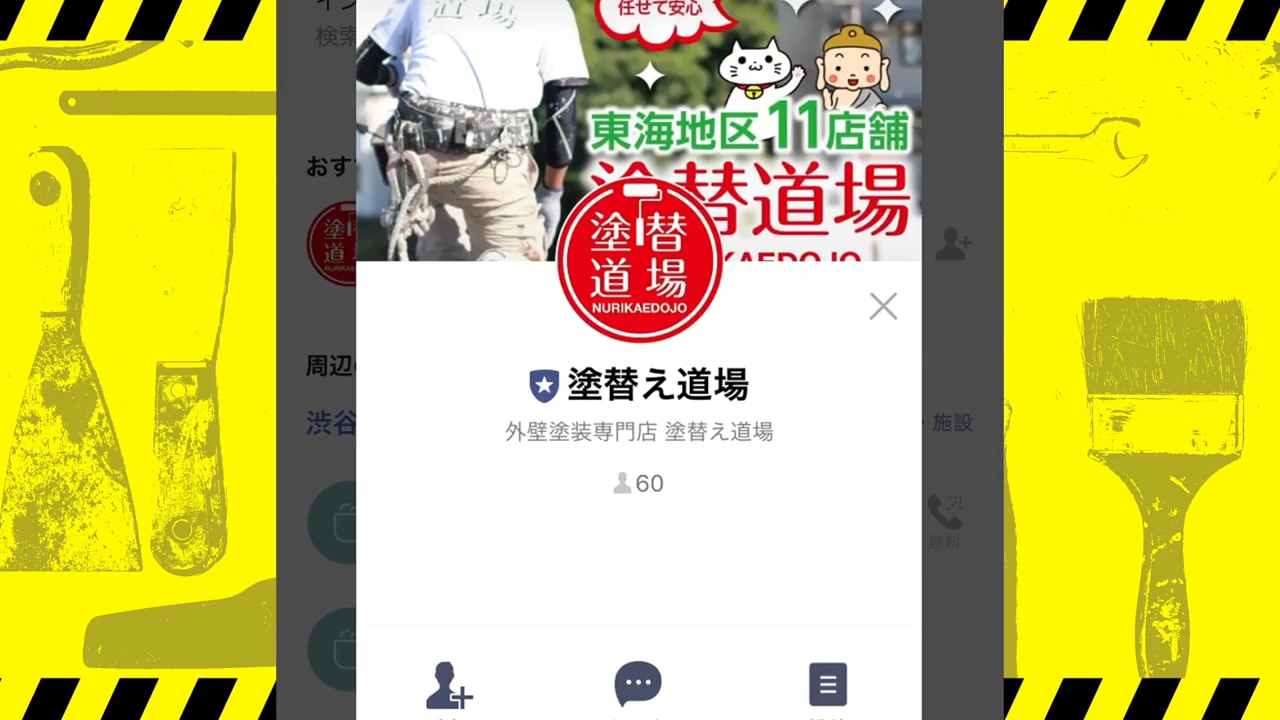 検索
任せて安心
道場
東海地区11店舗
塗替道場
おす
塗替
道場
NURIKAEDOJO
周辺
渋谷
塗替え道場
外壁塗装専門店 塗替え道場
60
施設
無料